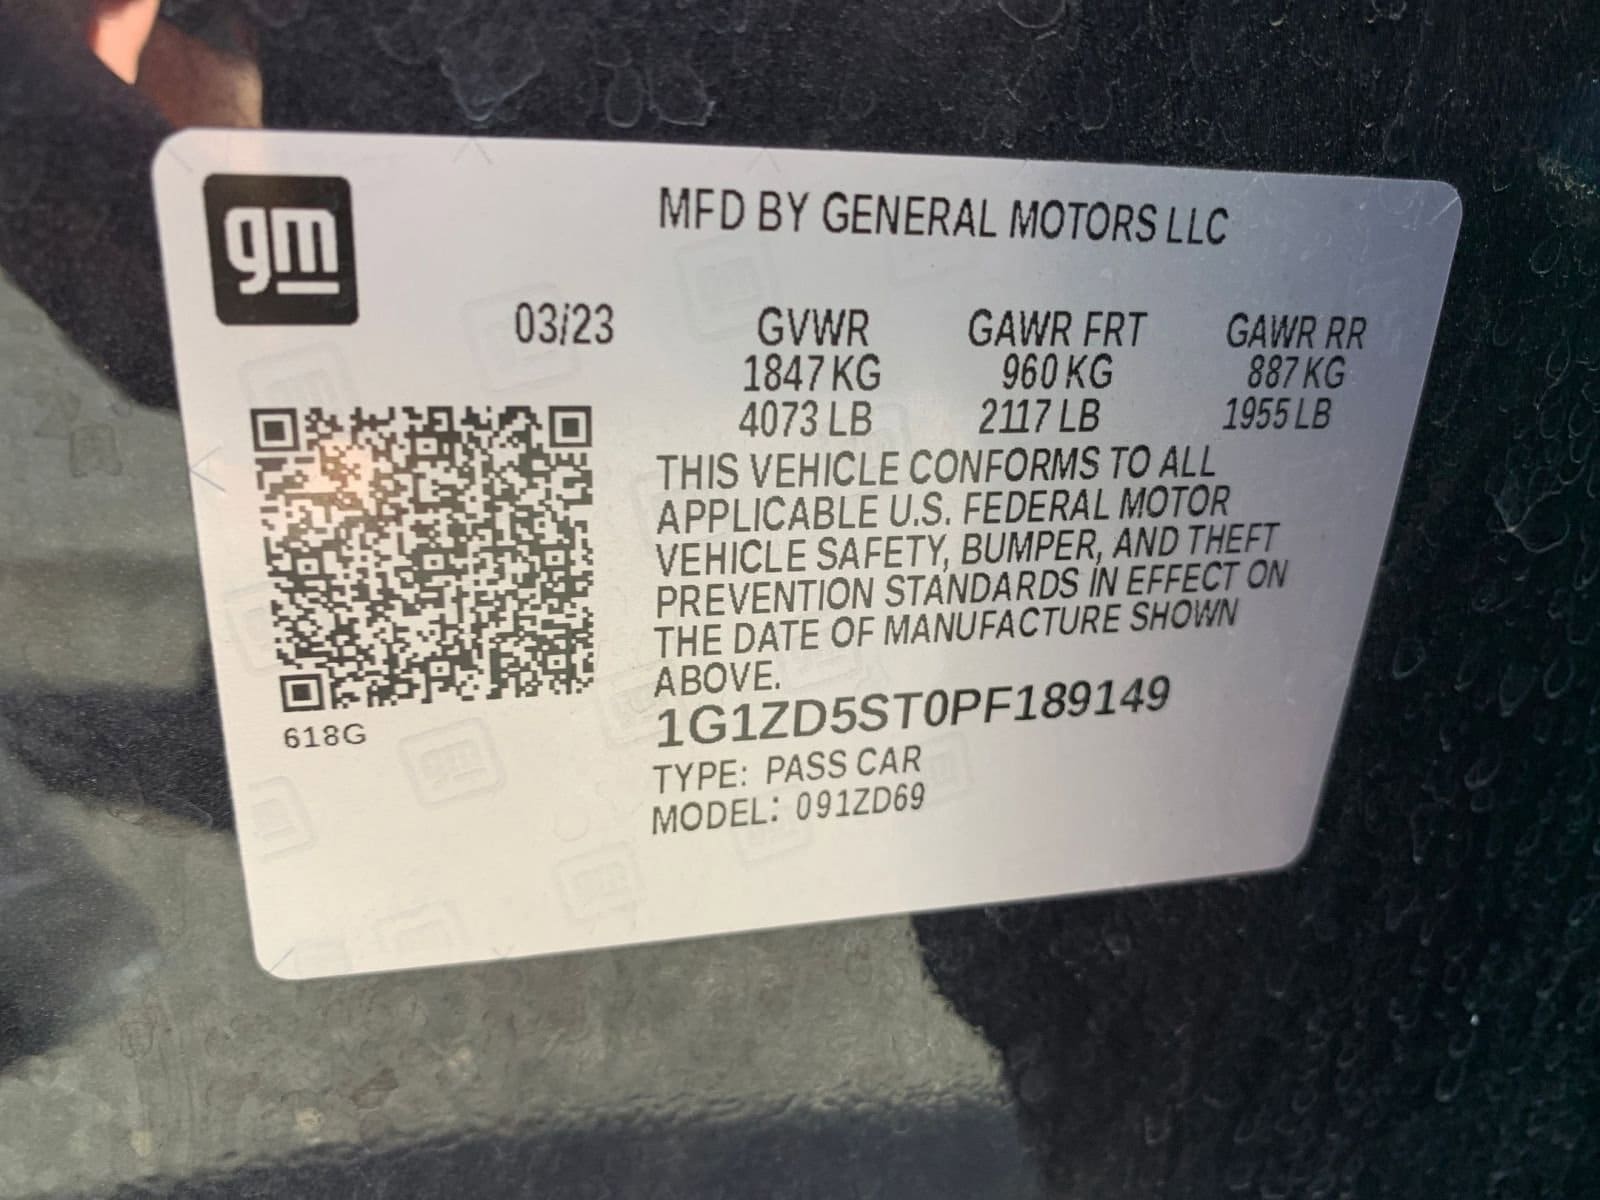 gm
MFD BY GENERAL MOTORS LLC
03/23 GVWR GAWR FRT GAWR RR
1847 KG 960 KG 887 KG
4073 LB 2117 LB 1955 LB
THIS VEHICLE CONFORMS TO ALL
APPLICABLE U.S. FEDERAL MOTOR
VEHICLE SAFETY, BUMPER, AND THEFT
PREVENTION STANDARDS IN EFFECT ON
THE DATE OF MANUFACTURE SHOWN
ABOVE.
1G1ZD5ST0PF189149
618G
TYPE: PASS CAR
MODEL: 091ZD69